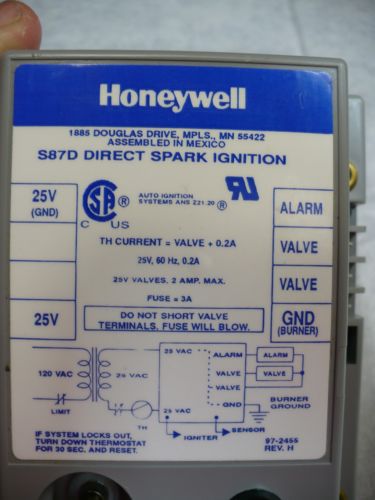 Honeywell
1885 DOUGLAS DRIVE, MPLS., MN 55422
ASSEMBLED IN MEXICO
S87D DIRECT SPARK IGNITION
25V
(GND)
SA
®
C US
AUTO IGNITION
SYSTEMS ANS Z21.20
®
ALARM
TH CURRENT = VALVE + 0.2A
VALVE
25V, 60 Hz, 0.2A
25V VALVES, 2 AMP. MAX.
VALVE
FUSE = 3A
25V
DO NOT SHORT VALVE
TERMINALS, FUSE WILL BLOW.
GND
(BURNER)
25 VAC
ALARM
ALARM
120 VAC
25 VAC
VALVE
VALVE
VALVE
GND
BURNER
GROUND
LIMIT
25 VAC
TH
IGNITER
SENSOR
IF SYSTEM LOCKS OUT,
TURN DOWN THERMOSTAT
FOR 30 SEC. AND RESET.
97-2455
REV. H